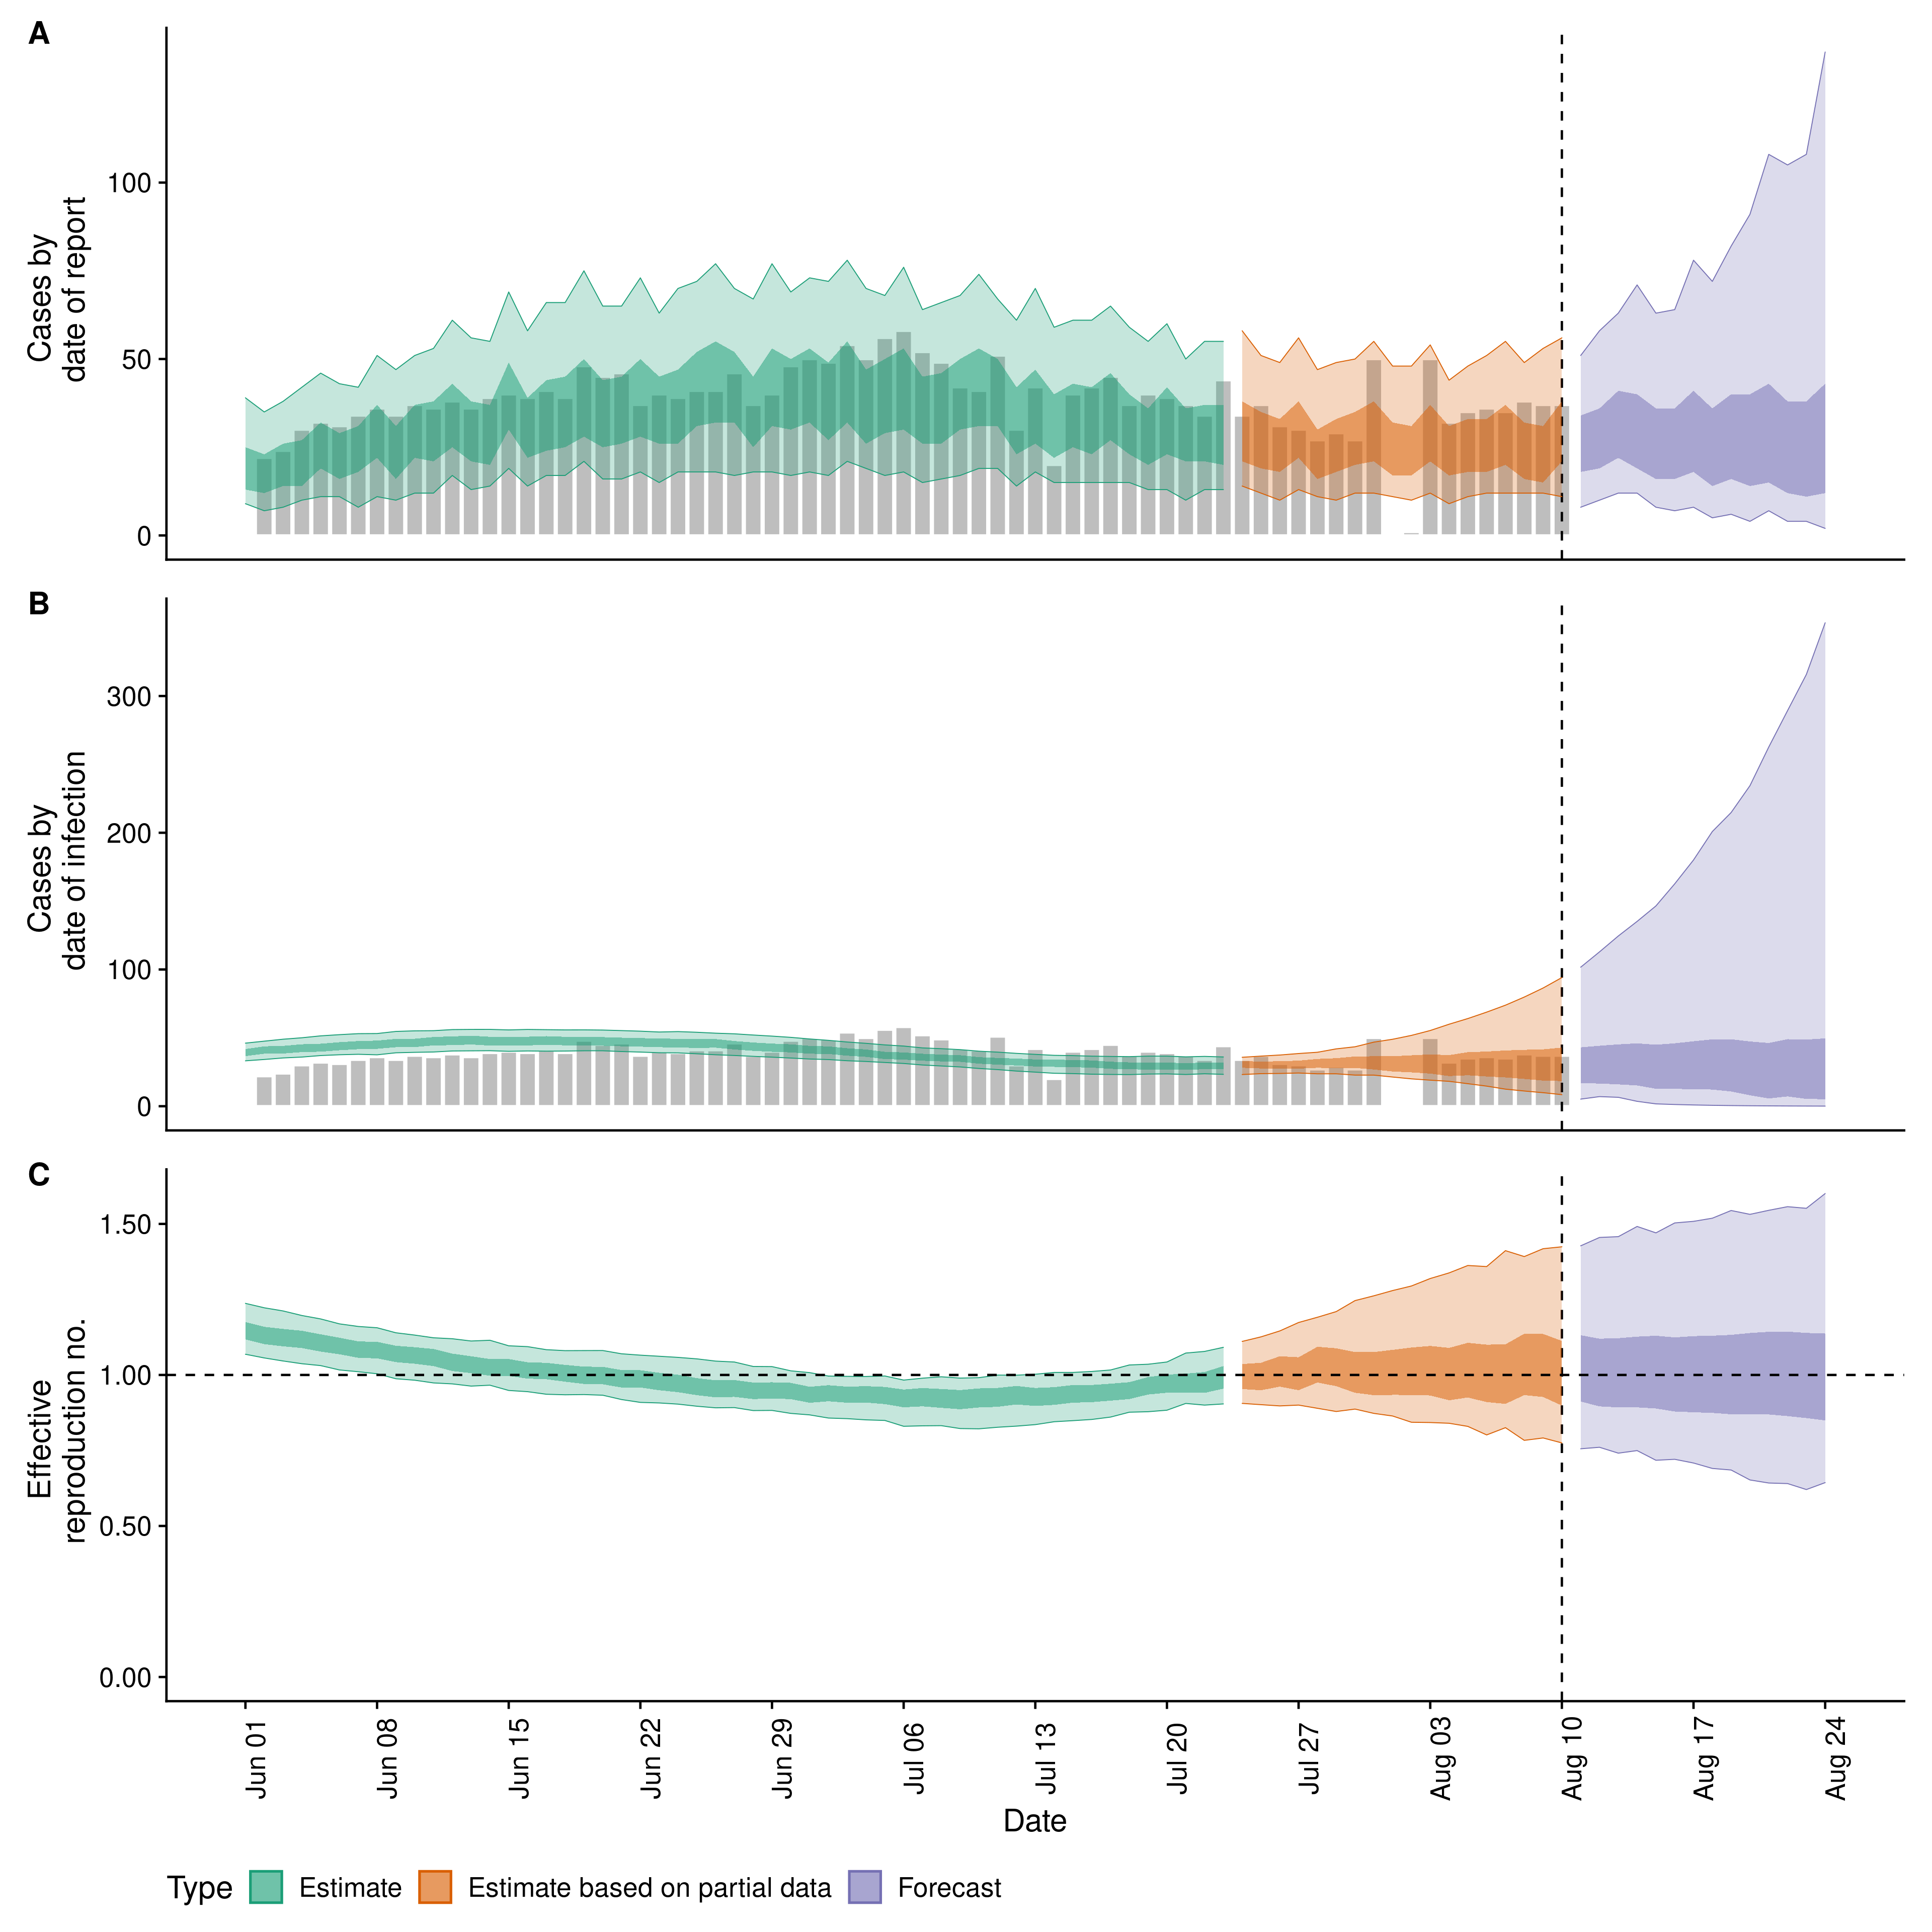 A
Cases by
date of report
100
50
0
B
Cases by
date of infection
300
200
100
0
C
Effective
reproduction no.
1.50
1.00
0.50
0.00
Jun 01
Jun 08
Jun 15
Jun 22
Jun 29
Jul 06
Jul 13
Jul 20
Jul 27
Aug 03
Aug 10
Aug 17
Aug 24
Date
Type Estimate Estimate based on partial data Forecast